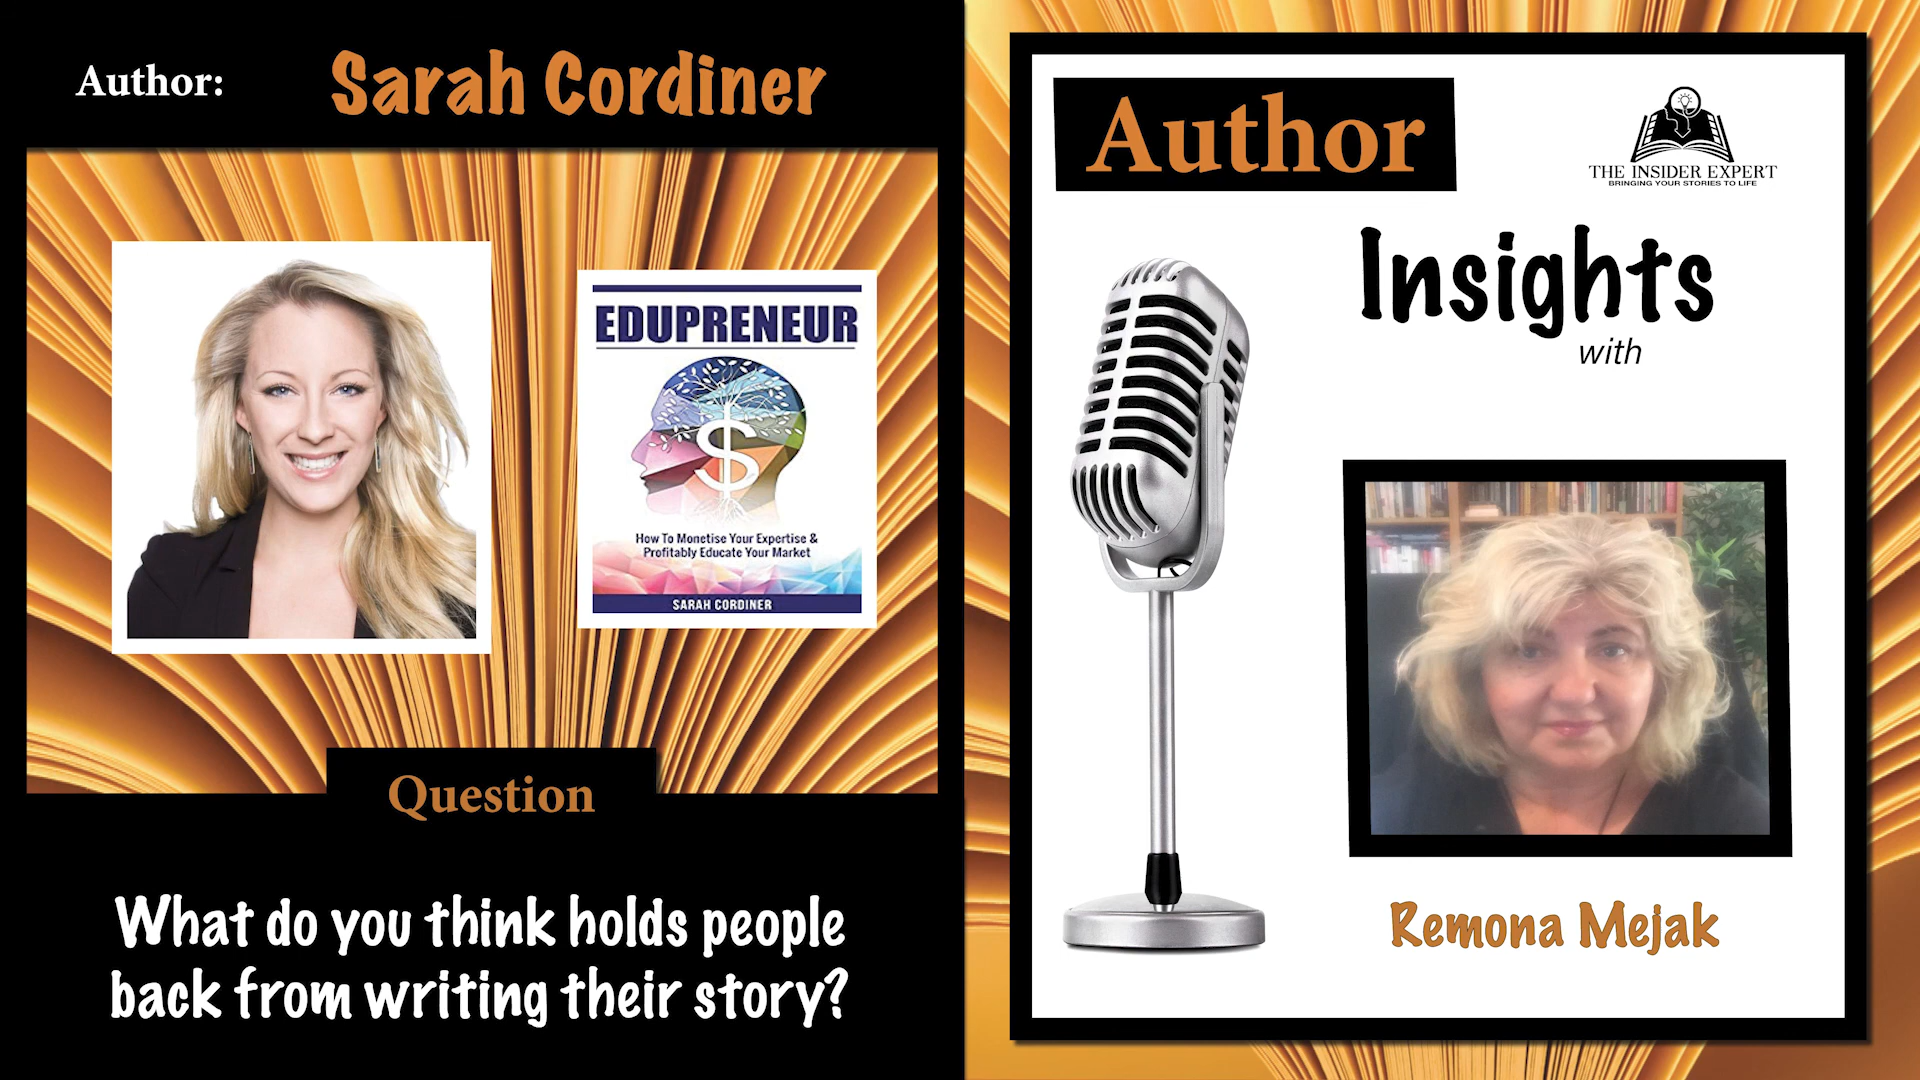 Author: Sarah Cordiner
EDUPRENEUR
$
How To Monetise Your Expertise &
Profitably Educate Your Market
SARAH CORDINER
Question
What do you think holds people
back from writing their story?
Author
THE INSIDER EXPERT
BRINGING YOUR STORIES TO LIFE
Insights
with
Remona Mejak